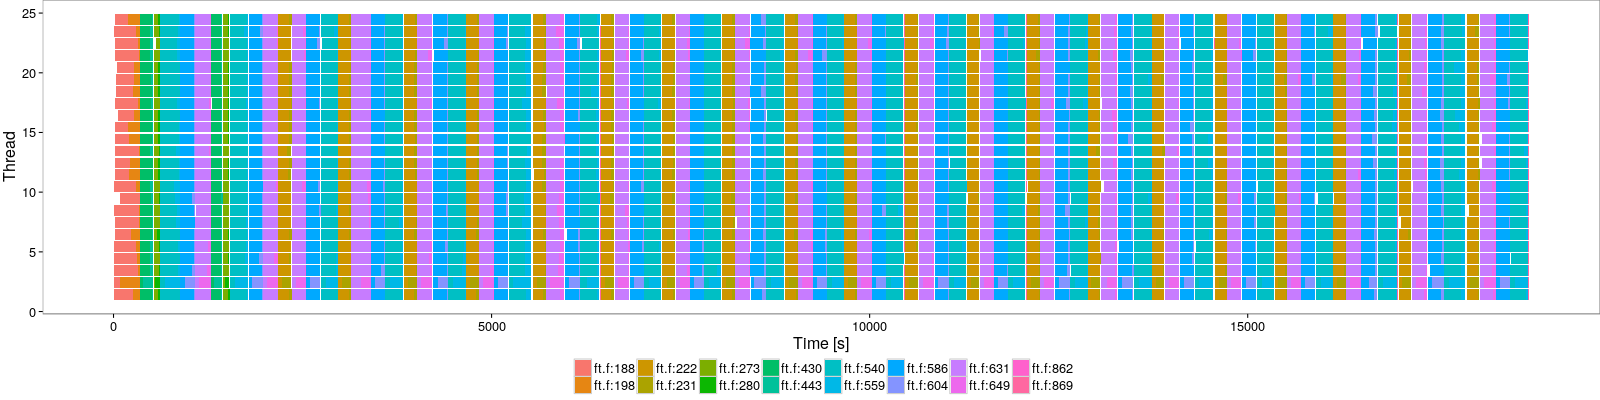 25
20
15
10
5
0
Thread
0 5000 10000 15000
Time [s]
ft.f:188 ft.f:222 ft.f:273 ft.f:430 ft.f:540 ft.f:586 ft.f:631 ft.f:862
ft.f:198 ft.f:231 ft.f:280 ft.f:443 ft.f:559 ft.f:604 ft.f:649 ft.f:869